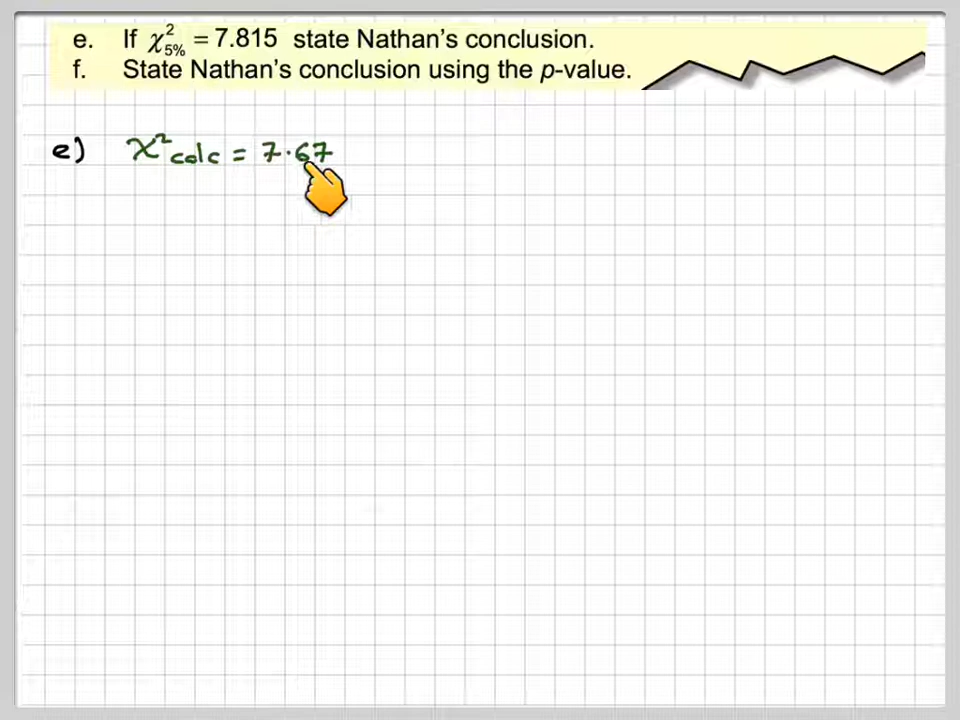 e. If χ²₅% = 7.815 state Nathan's conclusion.
f. State Nathan's conclusion using the p-value.
e) χ²calc = 7.67